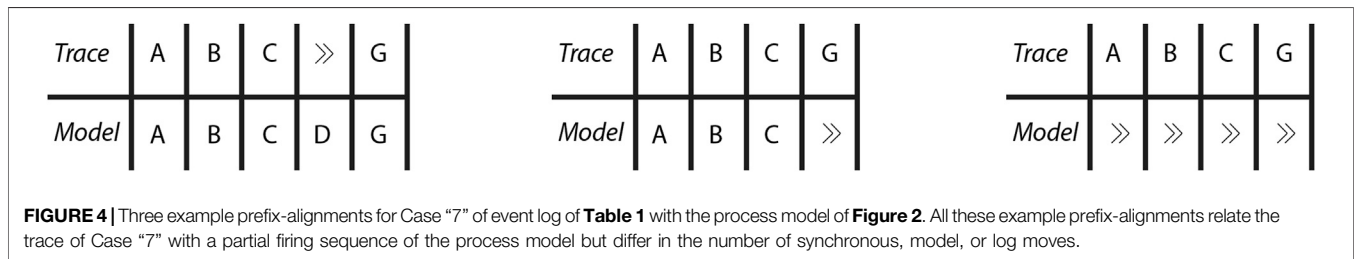 Trace A B C ≫ G
Model A B C D G
Trace A B C G
Model A B C ≫
Trace A B C G
Model ≫ ≫ ≫ ≫
FIGURE 4 | Three example prefix-alignments for Case “7” of event log of Table 1 with the process model of Figure 2. All these example prefix-alignments relate the
trace of Case “7” with a partial firing sequence of the process model but differ in the number of synchronous, model, or log moves.